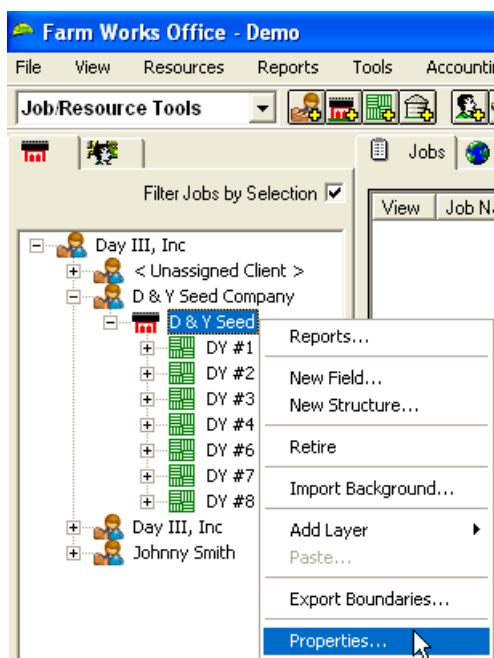 Farm Works Office - Demo
File View Resources Reports Tools
Job/Resource Tools
Jobs
Filter Jobs by Selection
View Job
Day III, Inc
< Unassigned Client >
D & Y Seed Company
D & Y Seed
DY #1
DY #2
DY #3
DY #4
DY #6
DY #7
DY #8
Day III, Inc
Johnny Smith
Reports...
New Field...
New Structure...
Retire
Import Background...
Add Layer
Paste...
Export Boundaries...
Properties...